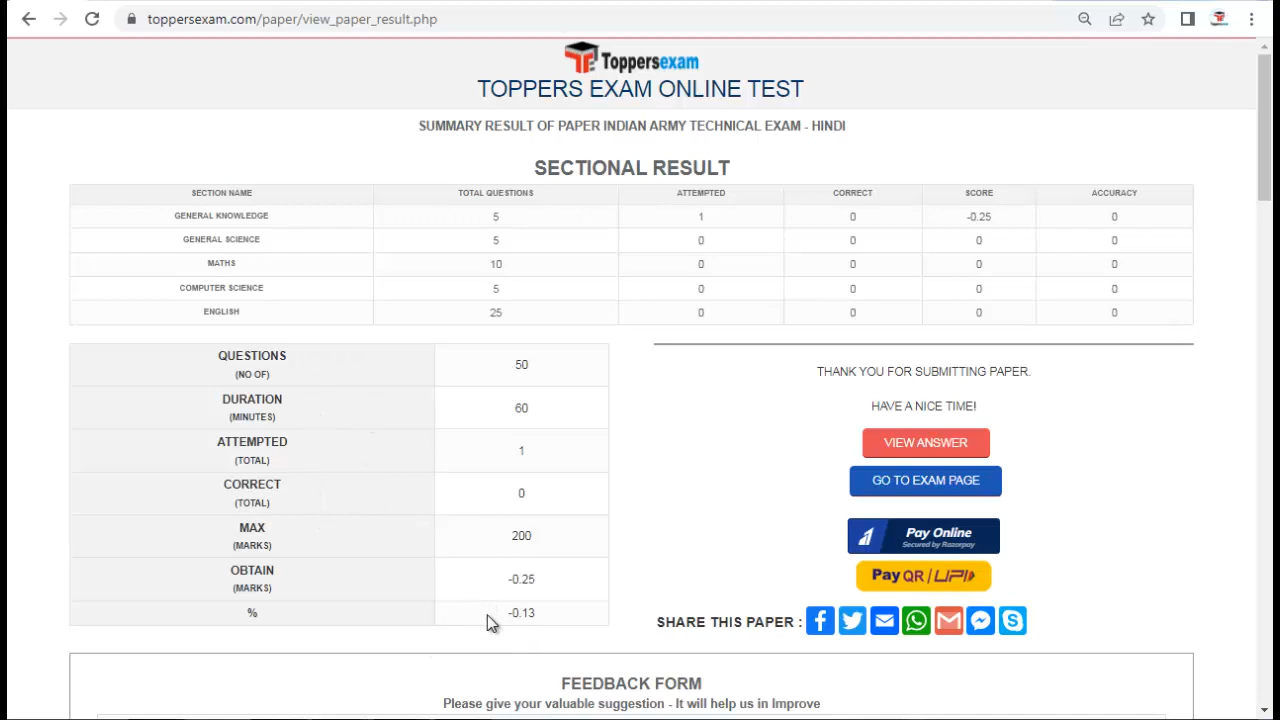 toppersexam.com/paper/view_paper_result.php
Toppersexam
TOPPERS EXAM ONLINE TEST
SUMMARY RESULT OF PAPER INDIAN ARMY TECHNICAL EXAM - HINDI
SECTIONAL RESULT
SECTION NAME TOTAL QUESTIONS ATTEMPTED CORRECT SCORE ACCURACY
GENERAL KNOWLEDGE 5 1 0 -0.25 0
GENERAL SCIENCE 5 0 0 0 0
MATHS 10 0 0 0 0
COMPUTER SCIENCE 5 0 0 0 0
ENGLISH 25 0 0 0 0
QUESTIONS
(NO OF) 50
DURATION
(MINUTES) 60
ATTEMPTED
(TOTAL) 1
CORRECT
(TOTAL) 0
MAX
(MARKS) 200
OBTAIN
(MARKS) -0.25
% -0.13
THANK YOU FOR SUBMITTING PAPER.
HAVE A NICE TIME!
VIEW ANSWER
GO TO EXAM PAGE
Pay Online
Secured by Razorpay
Pay QR / UPI
SHARE THIS PAPER :
FEEDBACK FORM
Please give your valuable suggestion - It will help us in Improve